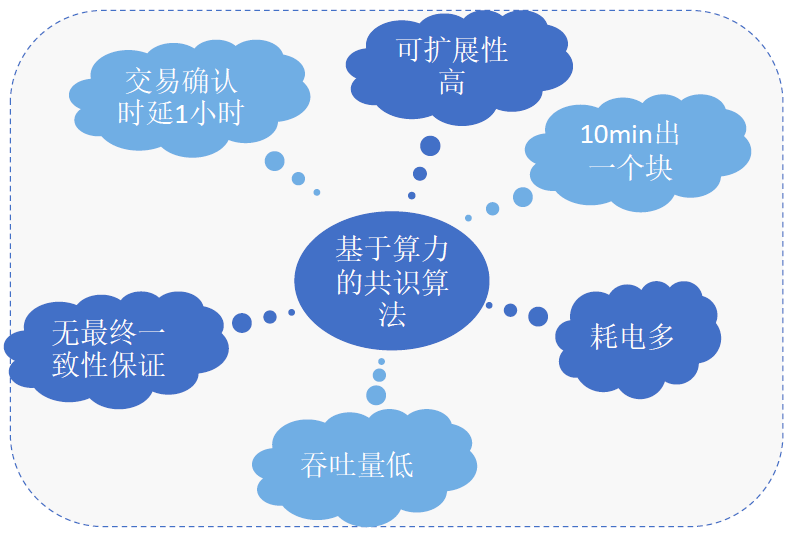 可扩展性
高
交易确认
时延1小时
10min出
一个块
基于算力
的共识算
法
无最终一
致性保证
耗电多
吞吐量低